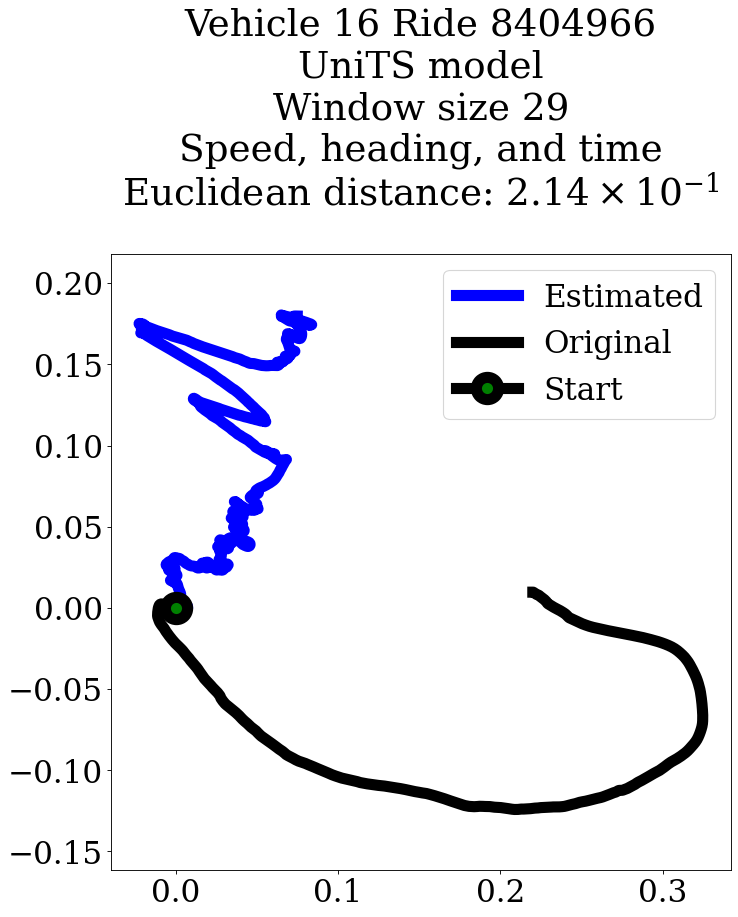 Vehicle 16 Ride 8404966
UniTS model
Window size 29
Speed, heading, and time
Euclidean distance: 2.14 × 10⁻¹
0.20
0.15
0.10
0.05
0.00
−0.05
−0.10
−0.15
Estimated
Original
Start
0.0 0.1 0.2 0.3